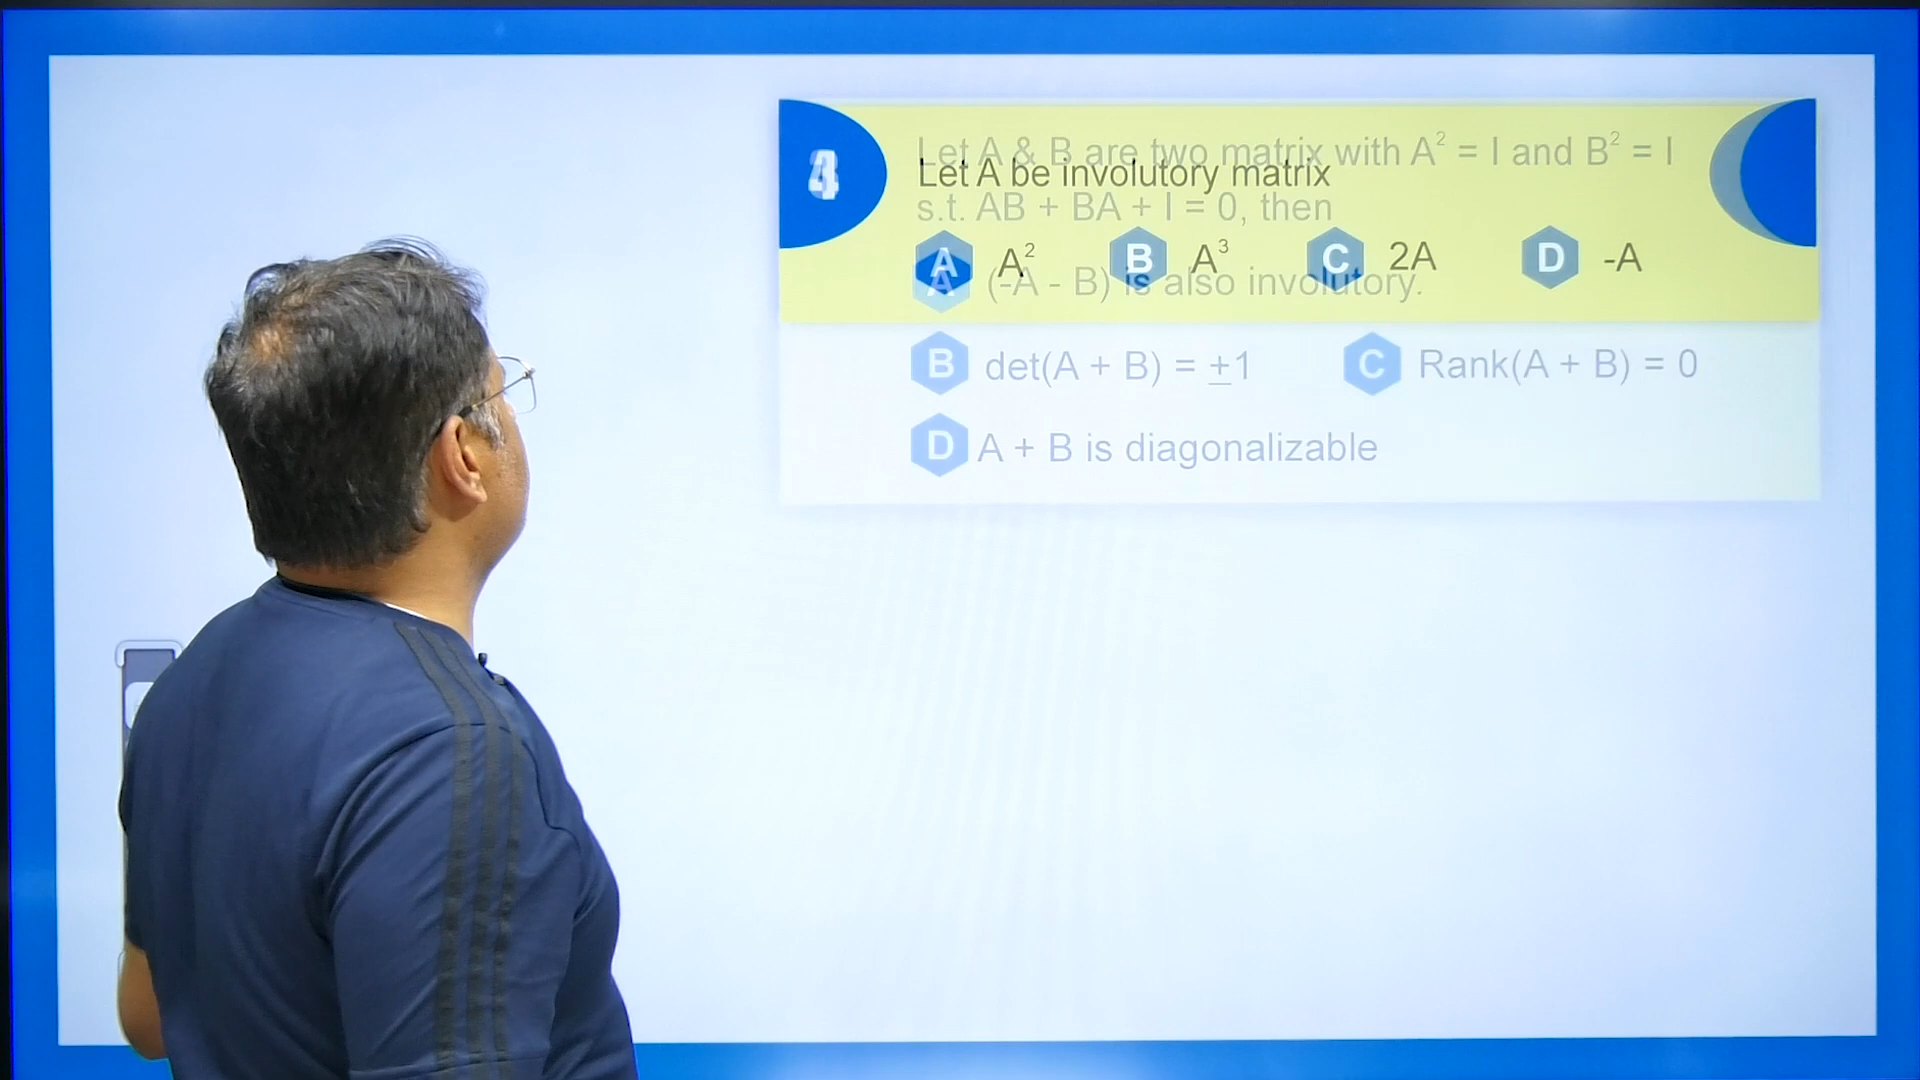 Let A & B are two matrix with A² = I and B² = I
Let A be involutory matrix
s.t. AB + BA + I = 0, then
A A² B A³ C 2A D -A
A (-A - B) is also involutory.
B det(A + B) = ±1 C Rank(A + B) = 0
D A + B is diagonalizable